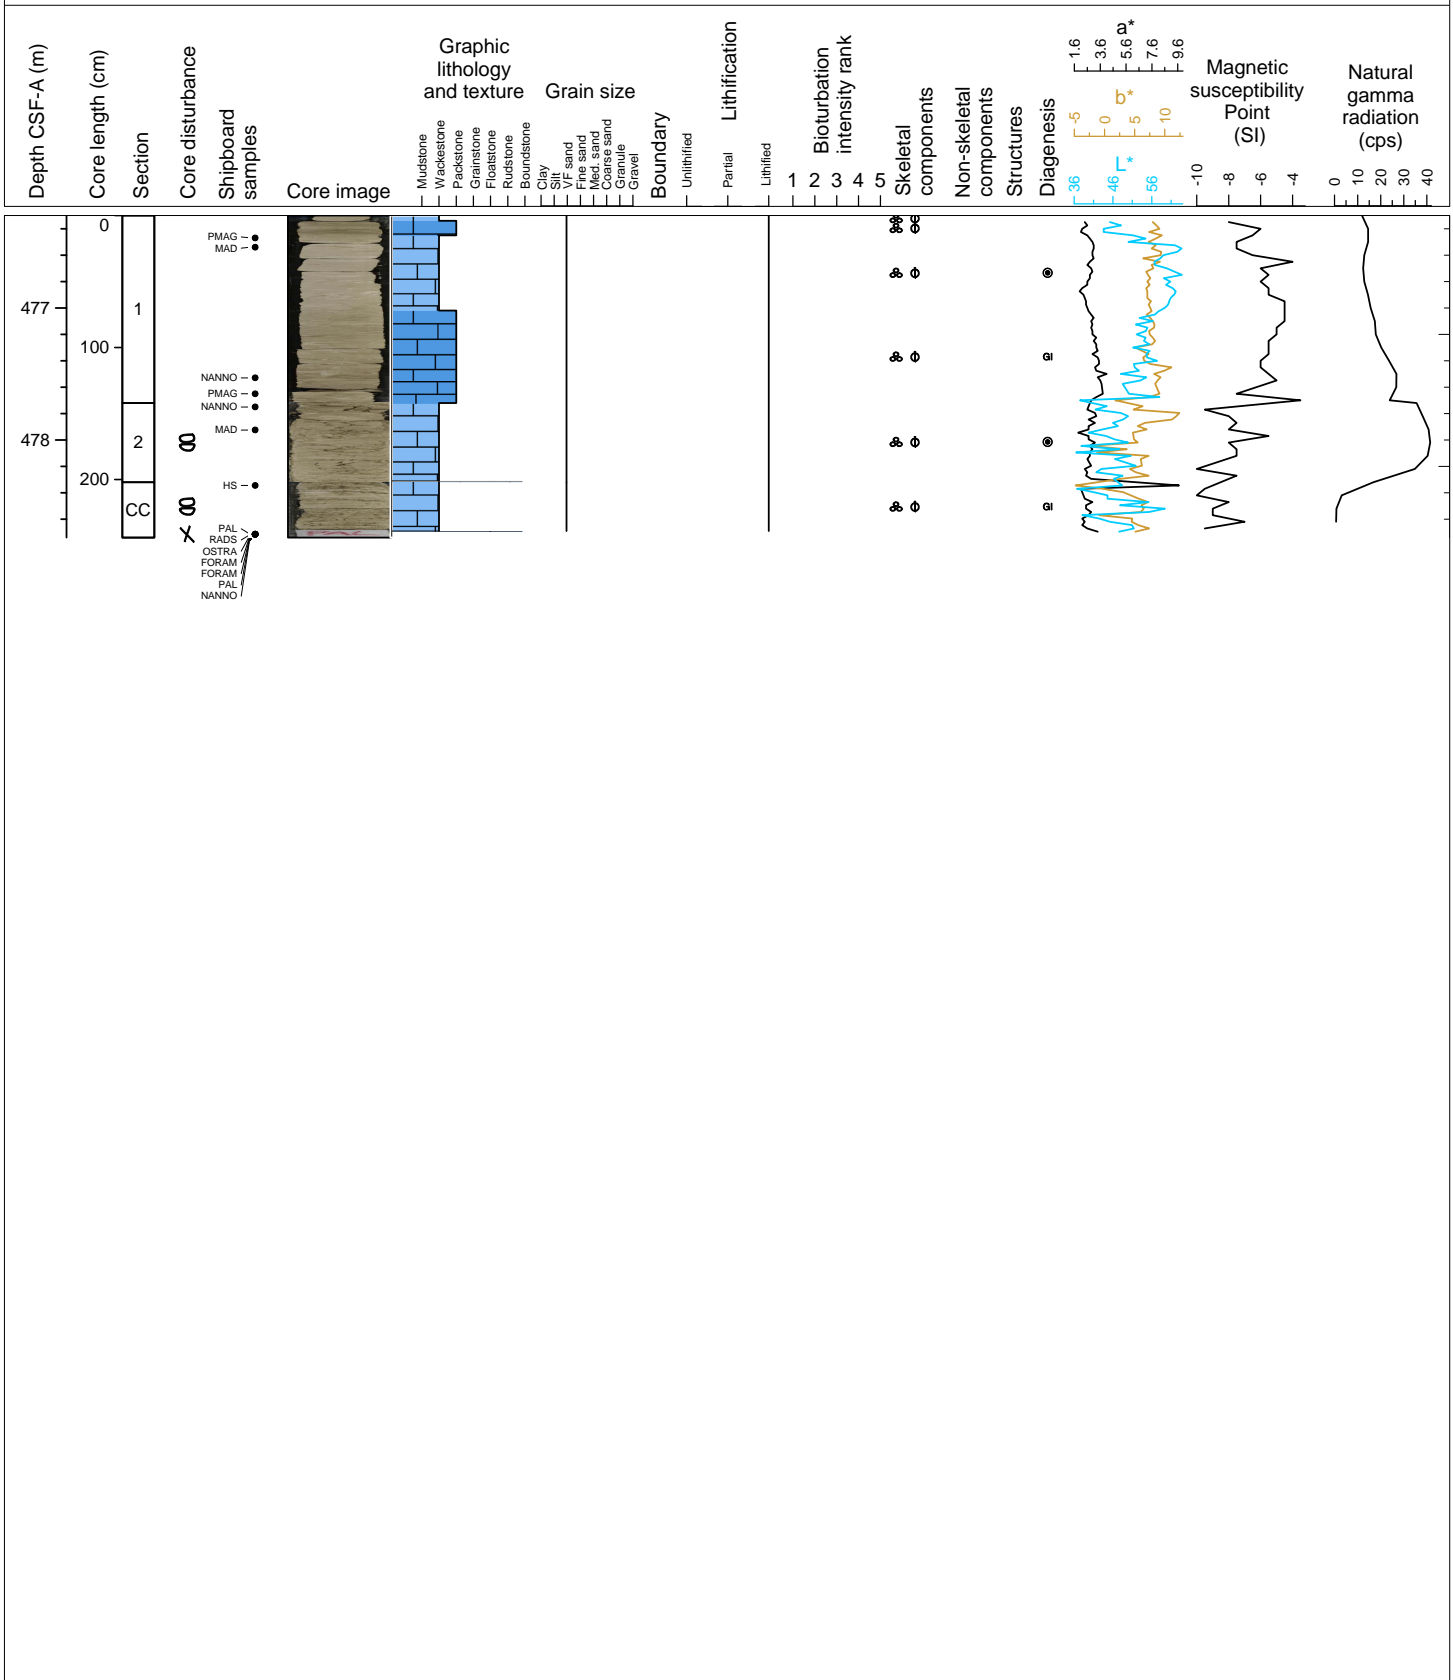 Depth CSF-A (m)
Core length (cm)
Section
Core disturbance
Shipboard
samples
Core image
Graphic
lithology
and texture
Mudstone
Wackestone
Packstone
Grainstone
Floatstone
Rudstone
Boundstone
Grain size
Clay
Silt
VF sand
Fine sand
Med. sand
Coarse sand
Granule
Gravel
Boundary
Lithification
Unlithified
Partial
Lithified
Bioturbation
intensity rank
1 2 3 4 5
Skeletal
components
Non-skeletal
components
Structures
Diagenesis
a*
1.6 3.6 5.6 7.6 9.6
b*
-5 0 5 10
L*
36 46 56
Magnetic
susceptibility
Point
(SI)
-10 -8 -6 -4
Natural
gamma
radiation
(cps)
0 10 20 30 40
477
478
0
100
200
1
2
CC
PMAG
MAD
NANNO
PMAG
NANNO
MAD
HS
PAL
RADS
OSTRA
FORAM
FORAM
PAL
NANNO
GI
GI